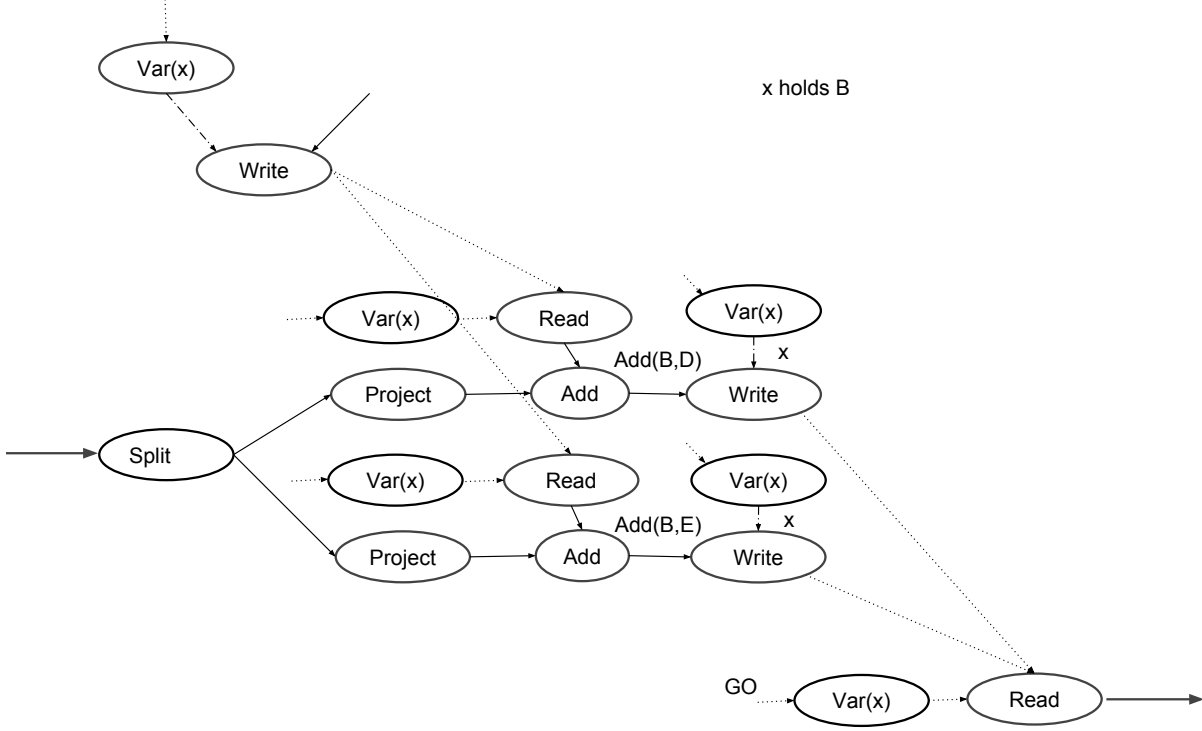 Var(x)
x holds B
Write
Var(x)
Read
Var(x)
x
Add(B,D)
Project
Add
Write
Split
Var(x)
Read
Var(x)
x
Add(B,E)
Project
Add
Write
GO
Var(x)
Read